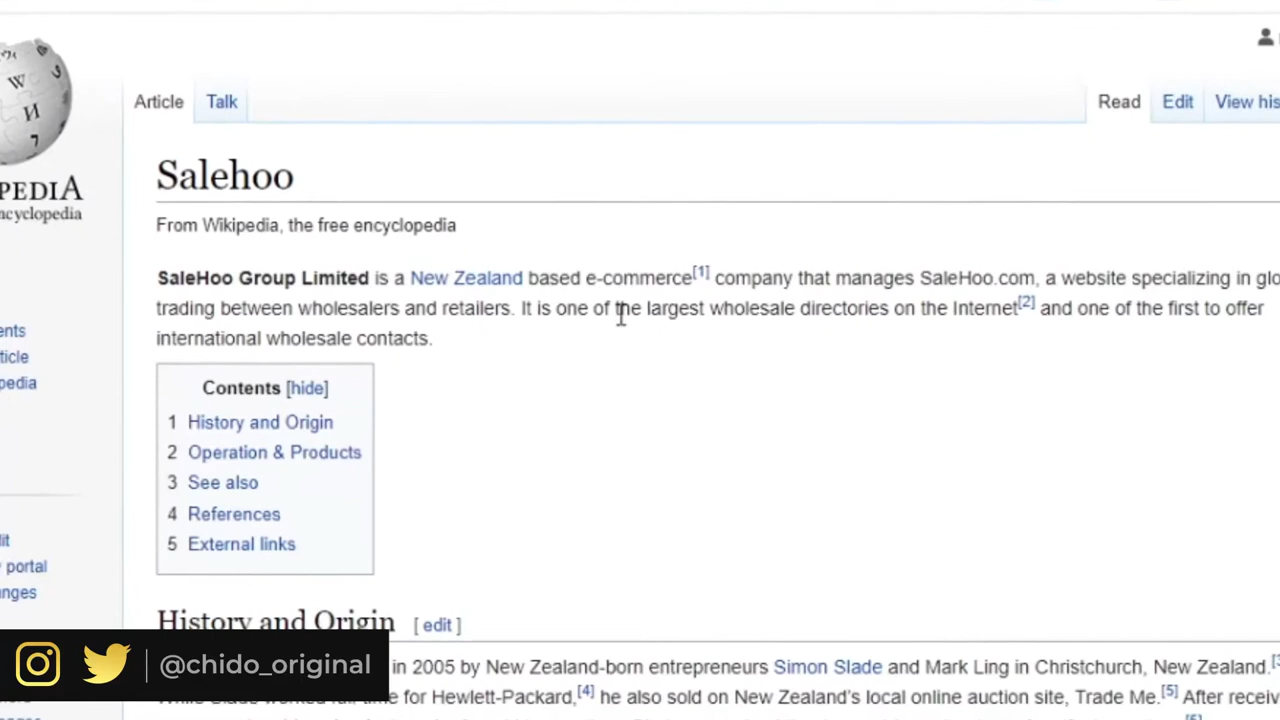 Article
Talk
Read
Edit
View his
PEDIA
ncyclopedia
Salehoo
From Wikipedia, the free encyclopedia
SaleHoo Group Limited is a New Zealand based e-commerce[1] company that manages SaleHoo.com, a website specializing in glo
trading between wholesalers and retailers. It is one of the largest wholesale directories on the Internet[2] and one of the first to offer
international wholesale contacts.
Contents [hide]
1 History and Origin
2 Operation & Products
3 See also
4 References
5 External links
ents
ticle
pedia
dit
y portal
anges
History and Origin [ edit ]
in 2005 by New Zealand-born entrepreneurs Simon Slade and Mark Ling in Christchurch, New Zealand.
for Hewlett-Packard,[4] he also sold on New Zealand's local online auction site, Trade Me.[5] After receiv
@chido_original